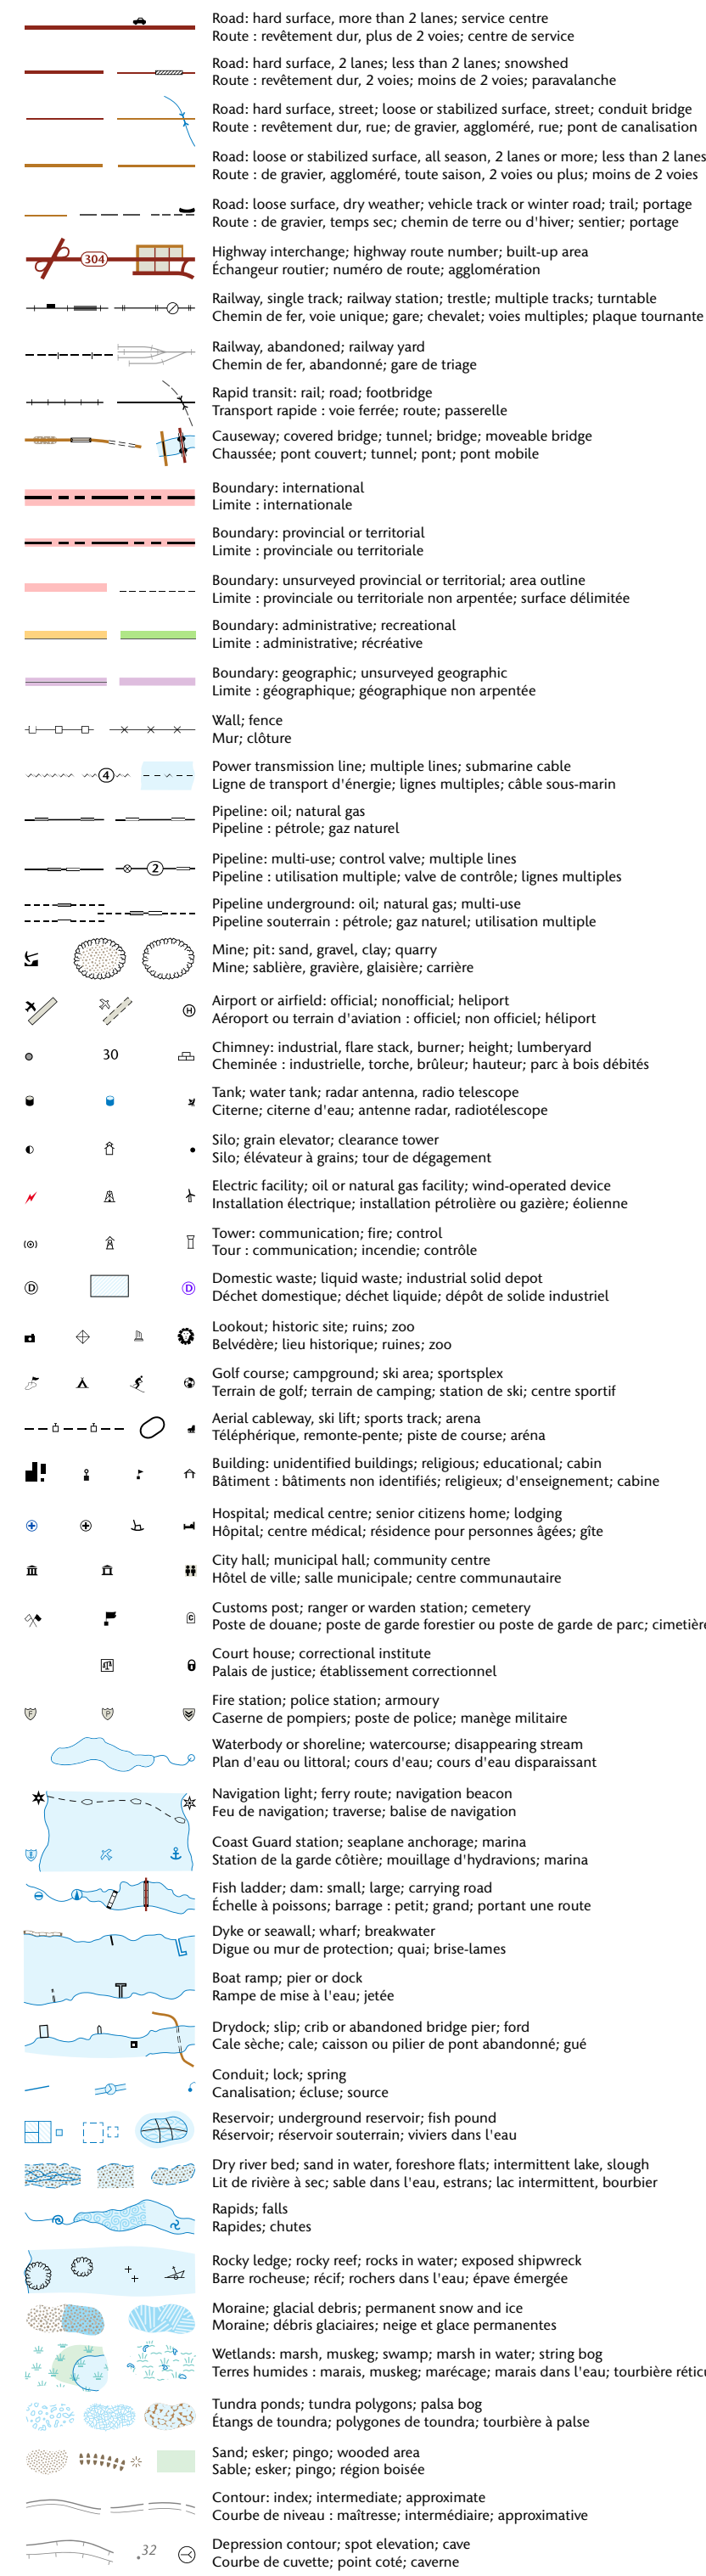 Road: hard surface, more than 2 lanes; service centre
Route : revêtement dur, plus de 2 voies; centre de service
Road: hard surface, 2 lanes; less than 2 lanes; snowshed
Route : revêtement dur, 2 voies; moins de 2 voies; paravalanche
Road: hard surface, street; loose or stabilized surface, street; conduit bridge
Route : revêtement dur, rue; de gravier, aggloméré, rue; pont de canalisation
Road: loose or stabilized surface, all season, 2 lanes or more; less than 2 lanes
Route : de gravier, aggloméré, toute saison, 2 voies ou plus; moins de 2 voies
Road: loose surface, dry weather; vehicle track or winter road; trail; portage
Route : de gravier, temps sec; chemin de terre ou d'hiver; sentier; portage
304
Highway interchange; highway route number; built-up area
Échangeur routier; numéro de route; agglomération
Railway, single track; railway station; trestle; multiple tracks; turntable
Chemin de fer, voie unique; gare; chevalet; voies multiples; plaque tournante
Railway, abandoned; railway yard
Chemin de fer, abandonné; gare de triage
Rapid transit: rail; road; footbridge
Transport rapide : voie ferrée; route; passerelle
Causeway; covered bridge; tunnel; bridge; moveable bridge
Chaussée; pont couvert; tunnel; pont; pont mobile
Boundary: international
Limite : internationale
Boundary: provincial or territorial
Limite : provinciale ou territoriale
Boundary: unsurveyed provincial or territorial; area outline
Limite : provinciale ou territoriale non arpentée; surface délimitée
Boundary: administrative; recreational
Limite : administrative; récréative
Boundary: geographic; unsurveyed geographic
Limite : géographique; géographique non arpentée
Wall; fence
Mur; clôture
4
Power transmission line; multiple lines; submarine cable
Ligne de transport d'énergie; lignes multiples; câble sous-marin
Pipeline: oil; natural gas
Pipeline : pétrole; gaz naturel
2
Pipeline: multi-use; control valve; multiple lines
Pipeline : utilisation multiple; valve de contrôle; lignes multiples
Pipeline underground: oil; natural gas; multi-use
Pipeline souterrain : pétrole; gaz naturel; utilisation multiple
Mine; pit: sand, gravel, clay; quarry
Mine; sablière, gravière, glaisière; carrière
H
Airport or airfield: official; nonofficial; heliport
Aéroport ou terrain d'aviation : officiel; non officiel; héliport
30
Chimney: industrial, flare stack, burner; height; lumberyard
Cheminée : industrielle, torche, brûleur; hauteur; parc à bois débités
Tank; water tank; radar antenna, radio telescope
Citerne; citerne d'eau; antenne radar, radiotélescope
Silo; grain elevator; clearance tower
Silo; élévateur à grains; tour de dégagement
Electric facility; oil or natural gas facility; wind-operated device
Installation électrique; installation pétrolière ou gazière; éolienne
Tower: communication; fire; control
Tour : communication; incendie; contrôle
D
D
Domestic waste; liquid waste; industrial solid depot
Déchet domestique; déchet liquide; dépôt de solide industriel
Lookout; historic site; ruins; zoo
Belvédère; lieu historique; ruines; zoo
Golf course; campground; ski area; sportsplex
Terrain de golf; terrain de camping; station de ski; centre sportif
Aerial cableway, ski lift; sports track; arena
Téléphérique, remonte-pente; piste de course; aréna
Building: unidentified buildings; religious; educational; cabin
Bâtiment : bâtiments non identifiés; religieux; d'enseignement; cabine
Hospital; medical centre; senior citizens home; lodging
Hôpital; centre médical; résidence pour personnes âgées; gîte
City hall; municipal hall; community centre
Hôtel de ville; salle municipale; centre communautaire
C
Customs post; ranger or warden station; cemetery
Poste de douane; poste de garde forestier ou poste de garde de parc; cimetière
Court house; correctional institute
Palais de justice; établissement correctionnel
F
P
Fire station; police station; armoury
Caserne de pompiers; poste de police; manège militaire
Waterbody or shoreline; watercourse; disappearing stream
Plan d'eau ou littoral; cours d'eau; cours d'eau disparaissant
Navigation light; ferry route; navigation beacon
Feu de navigation; traverse; balise de navigation
Coast Guard station; seaplane anchorage; marina
Station de la garde côtière; mouillage d'hydravions; marina
Fish ladder; dam: small; large; carrying road
Échelle à poissons; barrage : petit; grand; portant une route
Dyke or seawall; wharf; breakwater
Digue ou mur de protection; quai; brise-lames
Boat ramp; pier or dock
Rampe de mise à l'eau; jetée
Drydock; slip; crib or abandoned bridge pier; ford
Cale sèche; cale; caisson ou pilier de pont abandonné; gué
Conduit; lock; spring
Canalisation; écluse; source
Reservoir; underground reservoir; fish pound
Réservoir; réservoir souterrain; viviers dans l'eau
Dry river bed; sand in water, foreshore flats; intermittent lake, slough
Lit de rivière à sec; sable dans l'eau, estrans; lac intermittent, bourbier
Rapids; falls
Rapides; chutes
Rocky ledge; rocky reef; rocks in water; exposed shipwreck
Barre rocheuse; récif; rochers dans l'eau; épave émergée
Moraine; glacial debris; permanent snow and ice
Moraine; débris glaciaires; neige et glace permanentes
Wetlands: marsh, muskeg; swamp; marsh in water; string bog
Terres humides : marais, muskeg; marécage; marais dans l'eau; tourbière réticu
Tundra ponds; tundra polygons; palsa bog
Étangs de toundra; polygones de toundra; tourbière à palse
Sand; esker; pingo; wooded area
Sable; esker; pingo; région boisée
Contour: index; intermediate; approximate
Courbe de niveau : maîtresse; intermédiaire; approximative
.32
Depression contour; spot elevation; cave
Courbe de cuvette; point coté; caverne